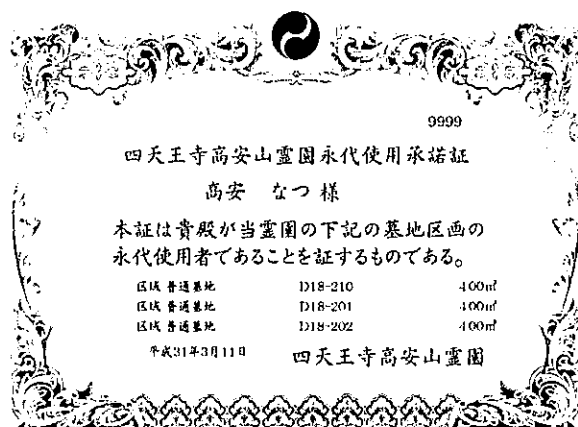 9999
四天王寺高安山霊園永代使用承諾証
高安 なつ 様
本証は貴殿が当霊園の下記の墓地区画の
永代使用者であることを証するものである。
区域 普通墓地 D18-210 4.00㎡
区域 普通墓地 D18-201 4.00㎡
区域 普通墓地 D18-202 4.00㎡
平成31年3月11日 四天王寺高安山霊園